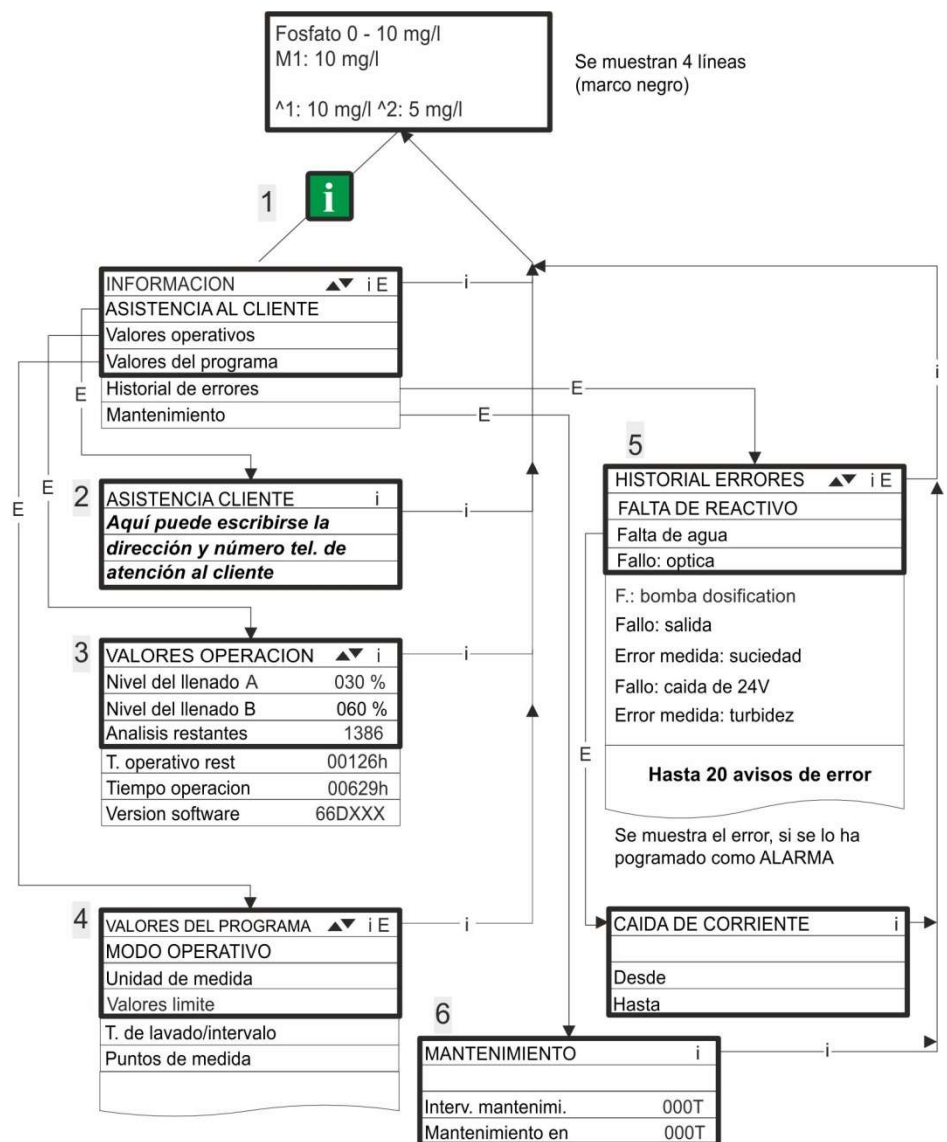 Fosfato 0 - 10 mg/l
M1: 10 mg/l
^1: 10 mg/l ^2: 5 mg/l
Se muestran 4 líneas
(marco negro)
1
i
INFORMACION ▲▼ i E
ASISTENCIA AL CLIENTE
Valores operativos
Valores del programa
Historial de errores
Mantenimiento
i
E
E
E
E
E
2
ASISTENCIA CLIENTE i
Aquí puede escribirse la
dirección y número tel. de
atención al cliente
i
3
VALORES OPERACION ▲▼ i
Nivel del llenado A 030 %
Nivel del llenado B 060 %
Analisis restantes 1386
T. operativo rest 00126h
Tiempo operacion 00629h
Version software 66DXXX
i
4
VALORES DEL PROGRAMA ▲▼ i E
MODO OPERATIVO
Unidad de medida
Valores limite
T. de lavado/intervalo
Puntos de medida
i
5
HISTORIAL ERRORES ▲▼ i E
FALTA DE REACTIVO
Falta de agua
Fallo: optica
F.: bomba dosification
Fallo: salida
Error medida: suciedad
Fallo: caida de 24V
Error medida: turbidez
Hasta 20 avisos de error
i
E
Se muestra el error, si se lo ha
pogramado como ALARMA
CAIDA DE CORRIENTE i
Desde
Hasta
6
MANTENIMIENTO i
Interv. mantenimi. 000T
Mantenimiento en 000T
i